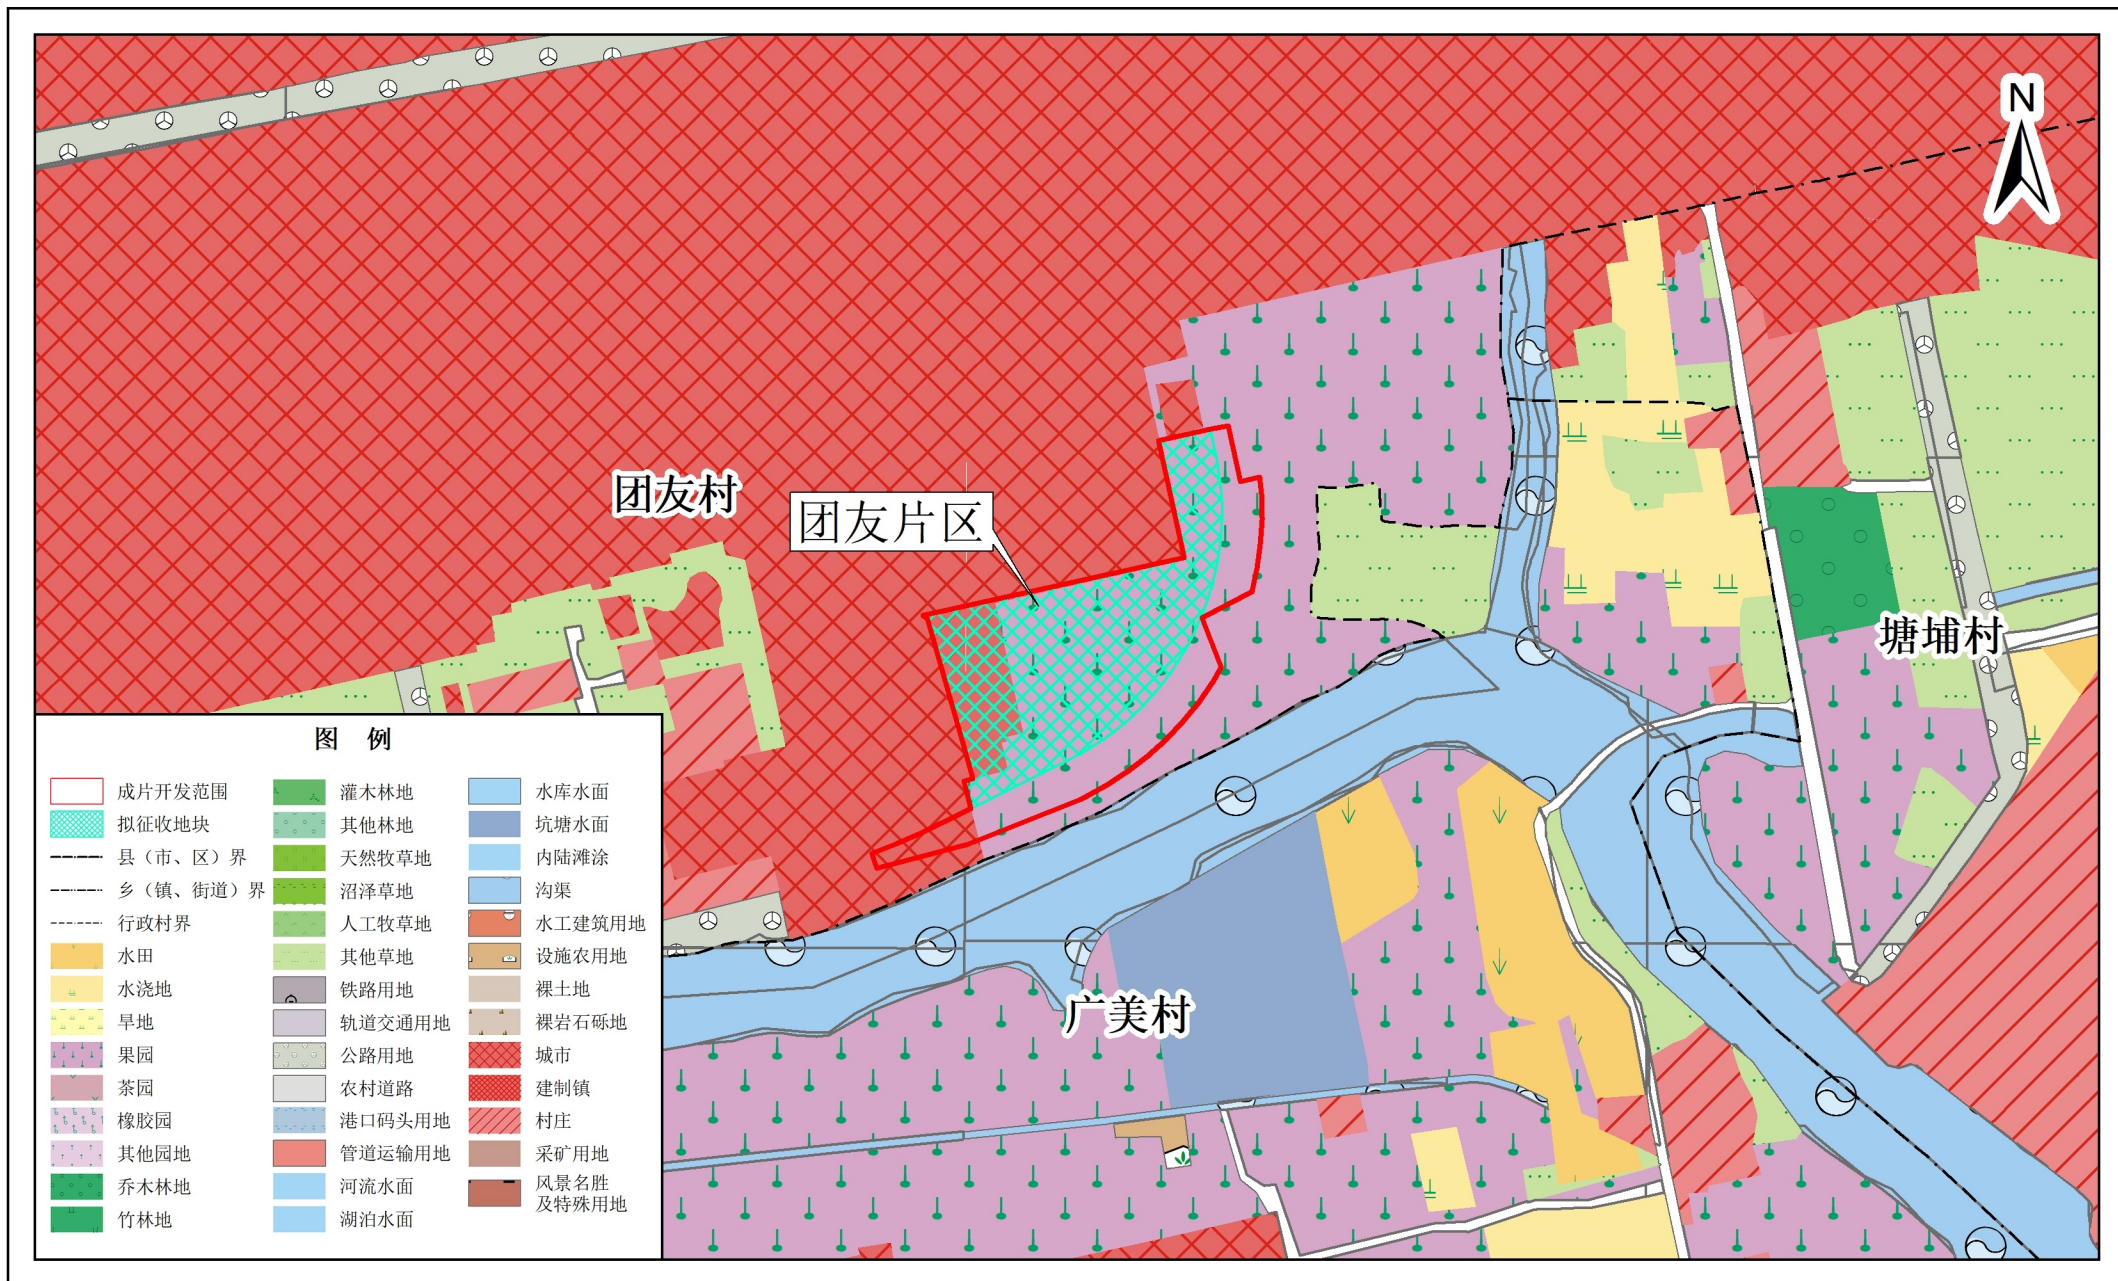 N
团友村
团友片区
塘埔村
广美村
图 例
成片开发范围
拟征收地块
县（市、区）界
乡（镇、街道）界
行政村界
水田
水浇地
旱地
果园
茶园
橡胶园
其他园地
乔木林地
竹林地
灌木林地
其他林地
天然牧草地
沼泽草地
人工牧草地
其他草地
铁路用地
轨道交通用地
公路用地
农村道路
港口码头用地
管道运输用地
河流水面
湖泊水面
水库水面
坑塘水面
内陆滩涂
沟渠
水工建筑用地
设施农用地
裸土地
裸岩石砾地
城市
建制镇
村庄
采矿用地
风景名胜
及特殊用地